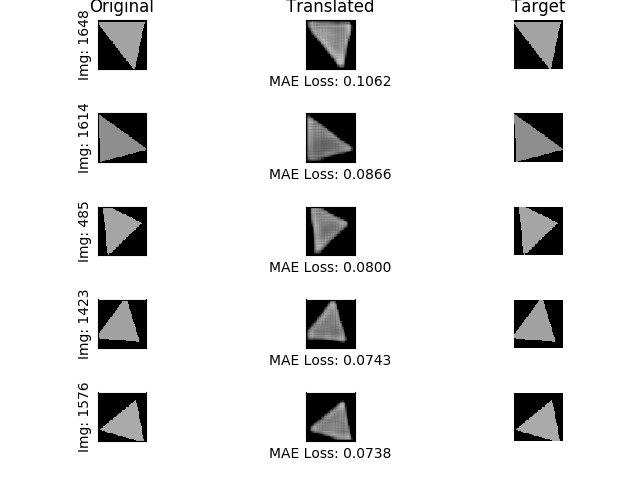 Original Translated Target
Img: 1648
MAE Loss: 0.1062
Img: 1614
MAE Loss: 0.0866
Img: 485
MAE Loss: 0.0800
Img: 1423
MAE Loss: 0.0743
Img: 1576
MAE Loss: 0.0738